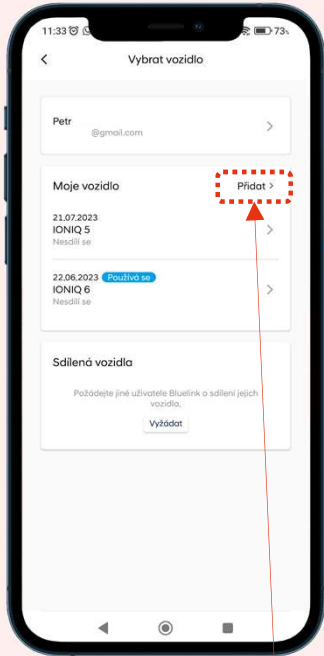 11:33
73%
Vybrat vozidlo
Petr
@gmail.com
Moje vozidlo
Přidat >
21.07.2023
IONIQ 5
Nesdílí se
22.06.2023 Používá se
IONIQ 6
Nesdílí se
Sdílená vozidla
Požádejte jiné uživatele Bluelink o sdílení jejich
vozidla.
Vyžádat